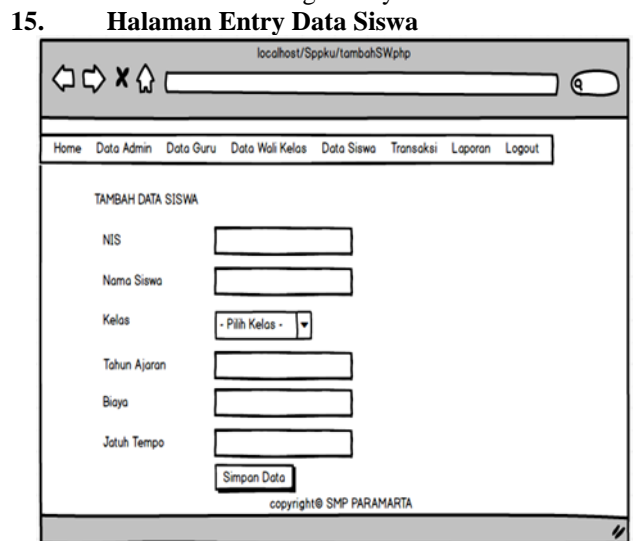 15. Halaman Entry Data Siswa
localhost/Sppku/tambahSW.php
Home Data Admin Data Guru Data Wali Kelas Data Siswa Transaksi Laporan Logout
TAMBAH DATA SISWA
NIS
Nama Siswa
Kelas - Pilih Kelas -
Tahun Ajaran
Biaya
Jatuh Tempo
Simpan Data
copyright© SMP PARAMARTA